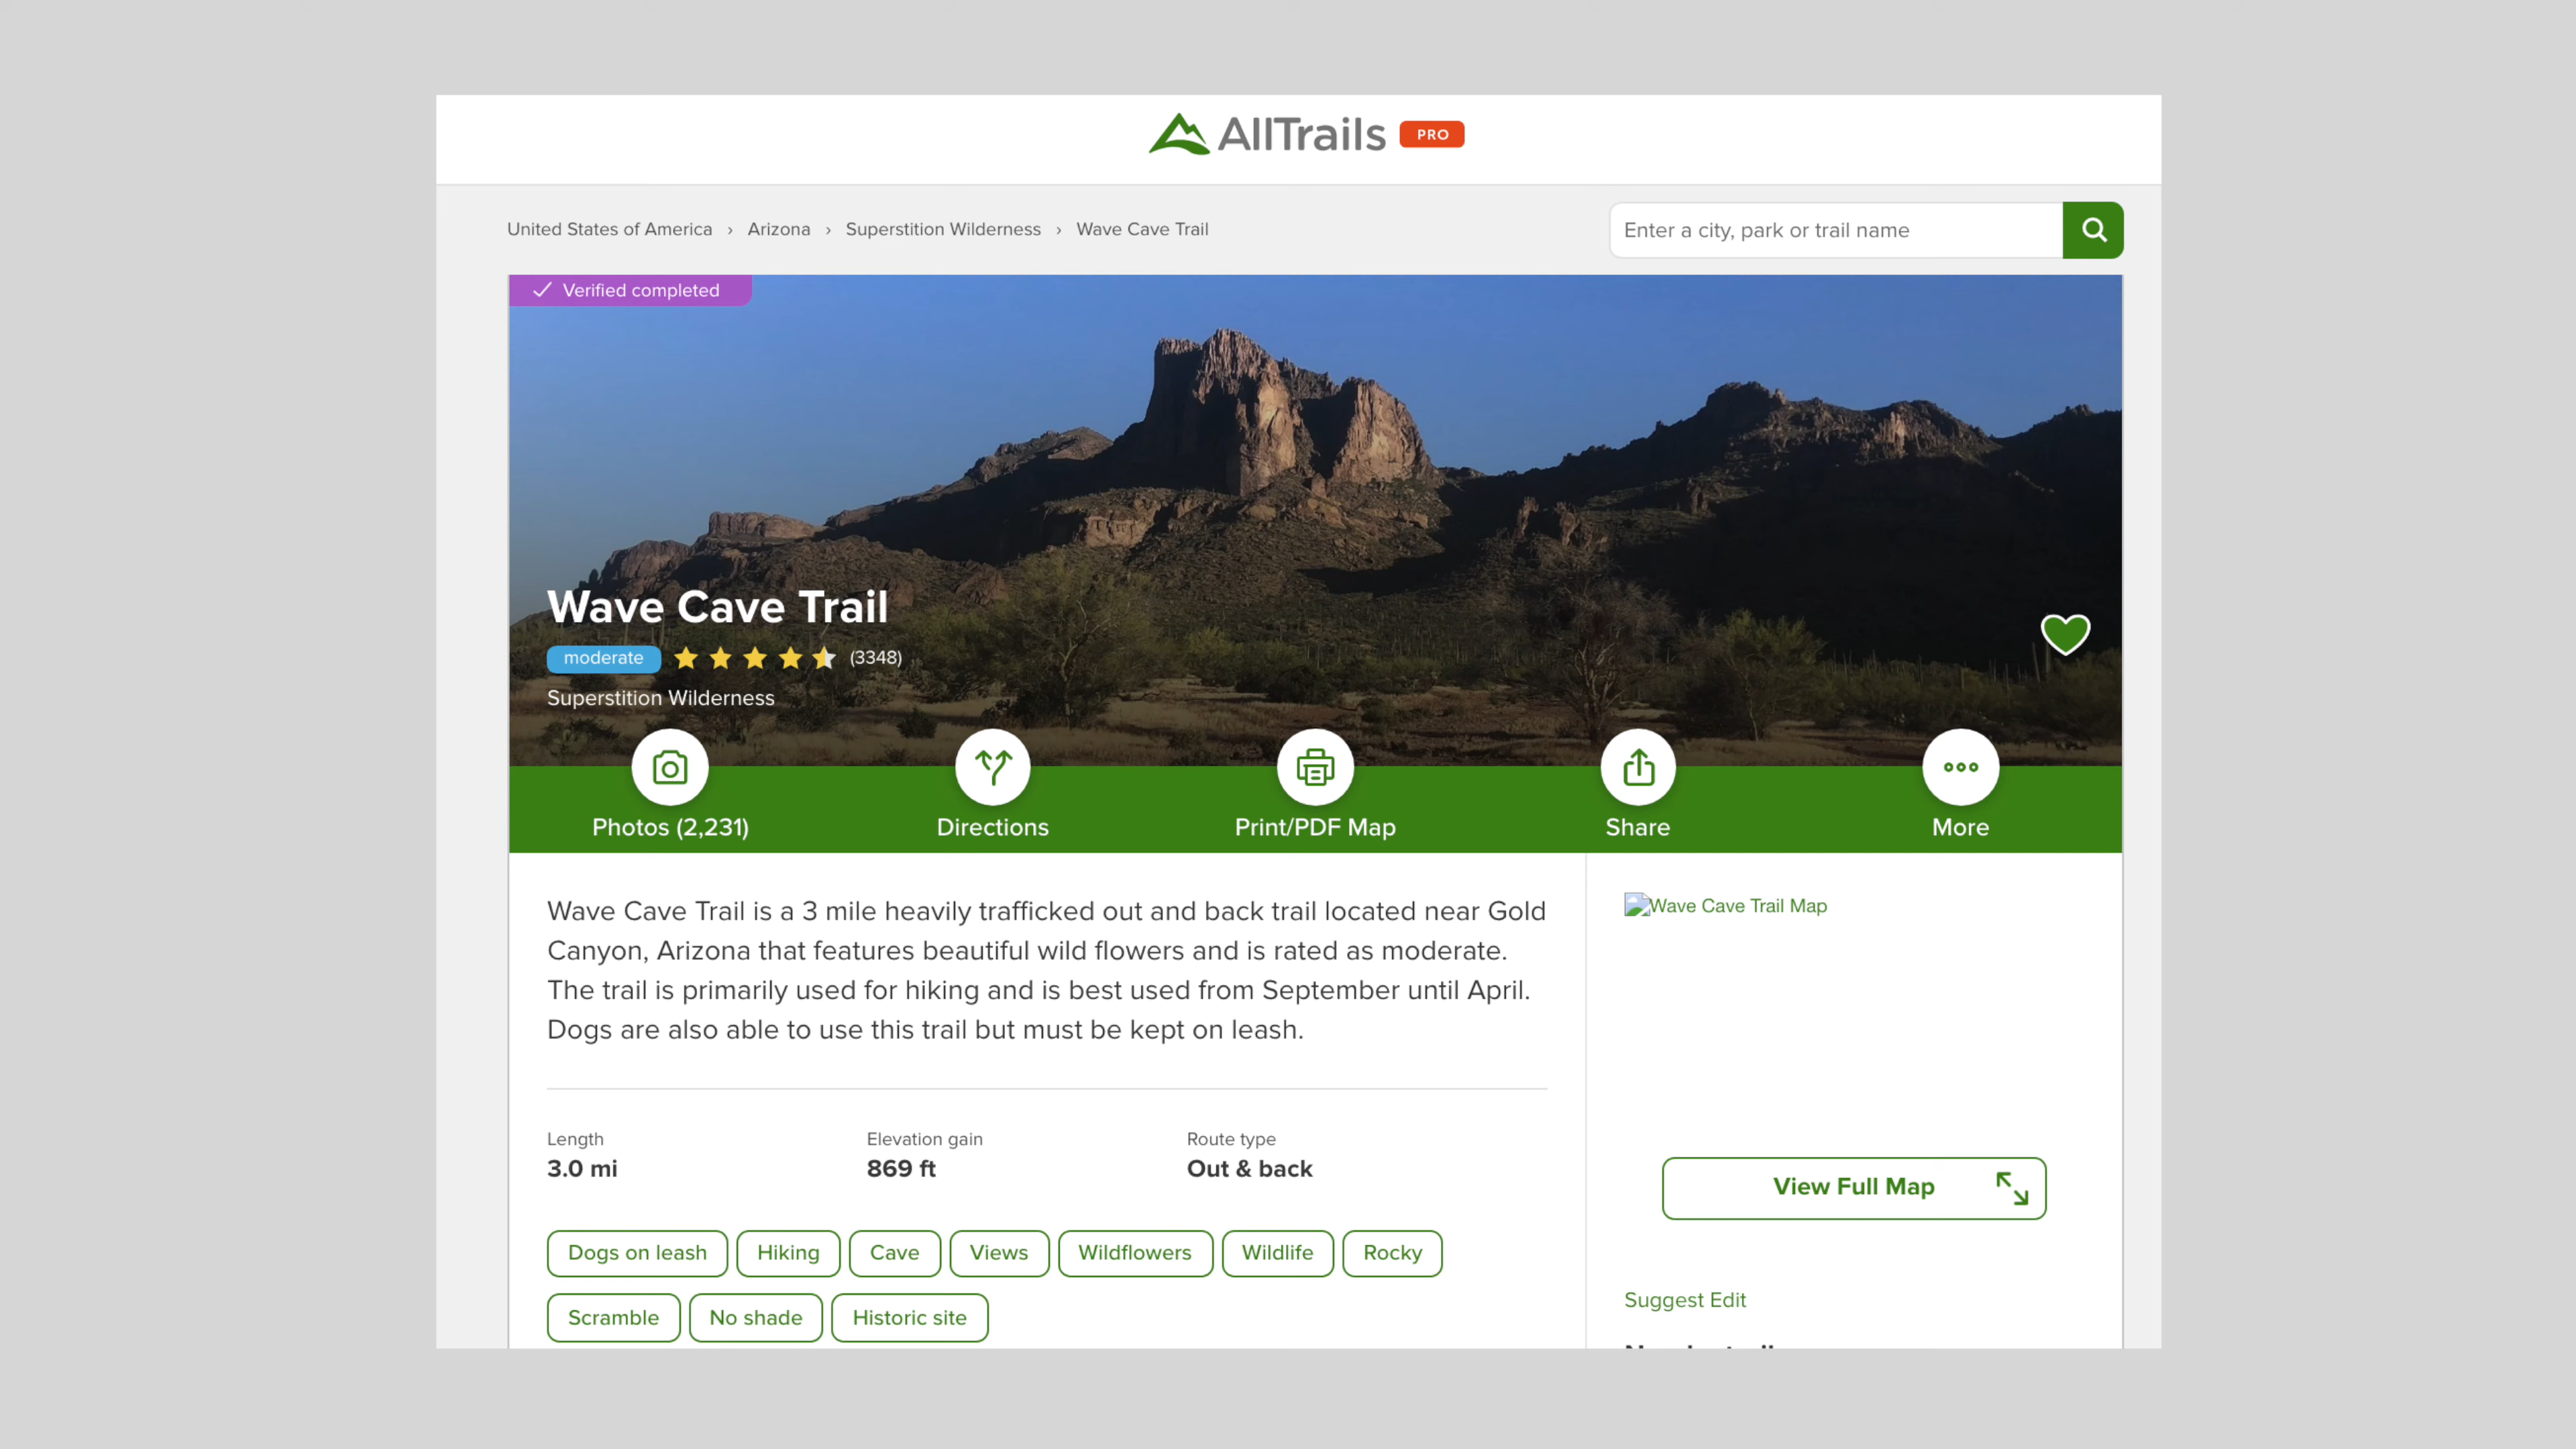 AllTrails PRO
United States of America › Arizona › Superstition Wilderness › Wave Cave Trail
Enter a city, park or trail name
Verified completed
Wave Cave Trail
moderate (3348)
Superstition Wilderness
Photos (2,231) Directions Print/PDF Map Share More
Wave Cave Trail is a 3 mile heavily trafficked out and back trail located near Gold
Canyon, Arizona that features beautiful wild flowers and is rated as moderate.
The trail is primarily used for hiking and is best used from September until April.
Dogs are also able to use this trail but must be kept on leash.
Length Elevation gain Route type
3.0 mi 869 ft Out & back
Dogs on leash Hiking Cave Views Wildflowers Wildlife Rocky
Scramble No shade Historic site
Wave Cave Trail Map
View Full Map
Suggest Edit